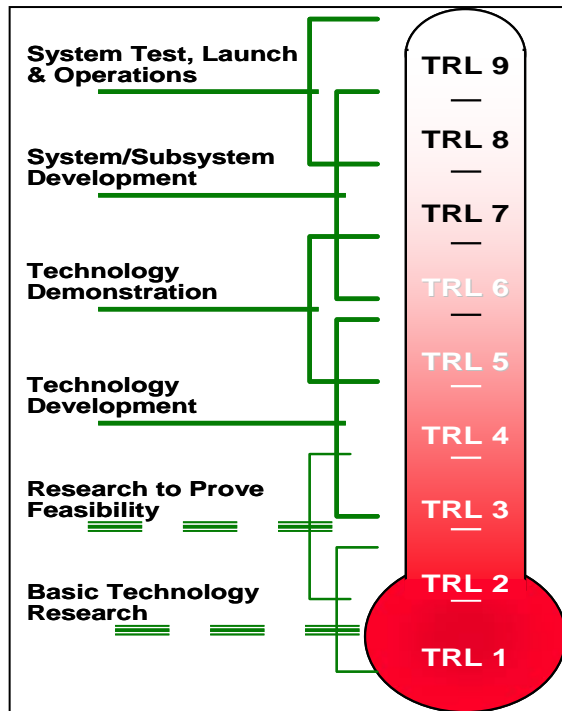 System Test, Launch
& Operations
System/Subsystem
Development
Technology
Demonstration
Technology
Development
Research to Prove
Feasibility
Basic Technology
Research
TRL 9
TRL 8
TRL 7
TRL 6
TRL 5
TRL 4
TRL 3
TRL 2
TRL 1